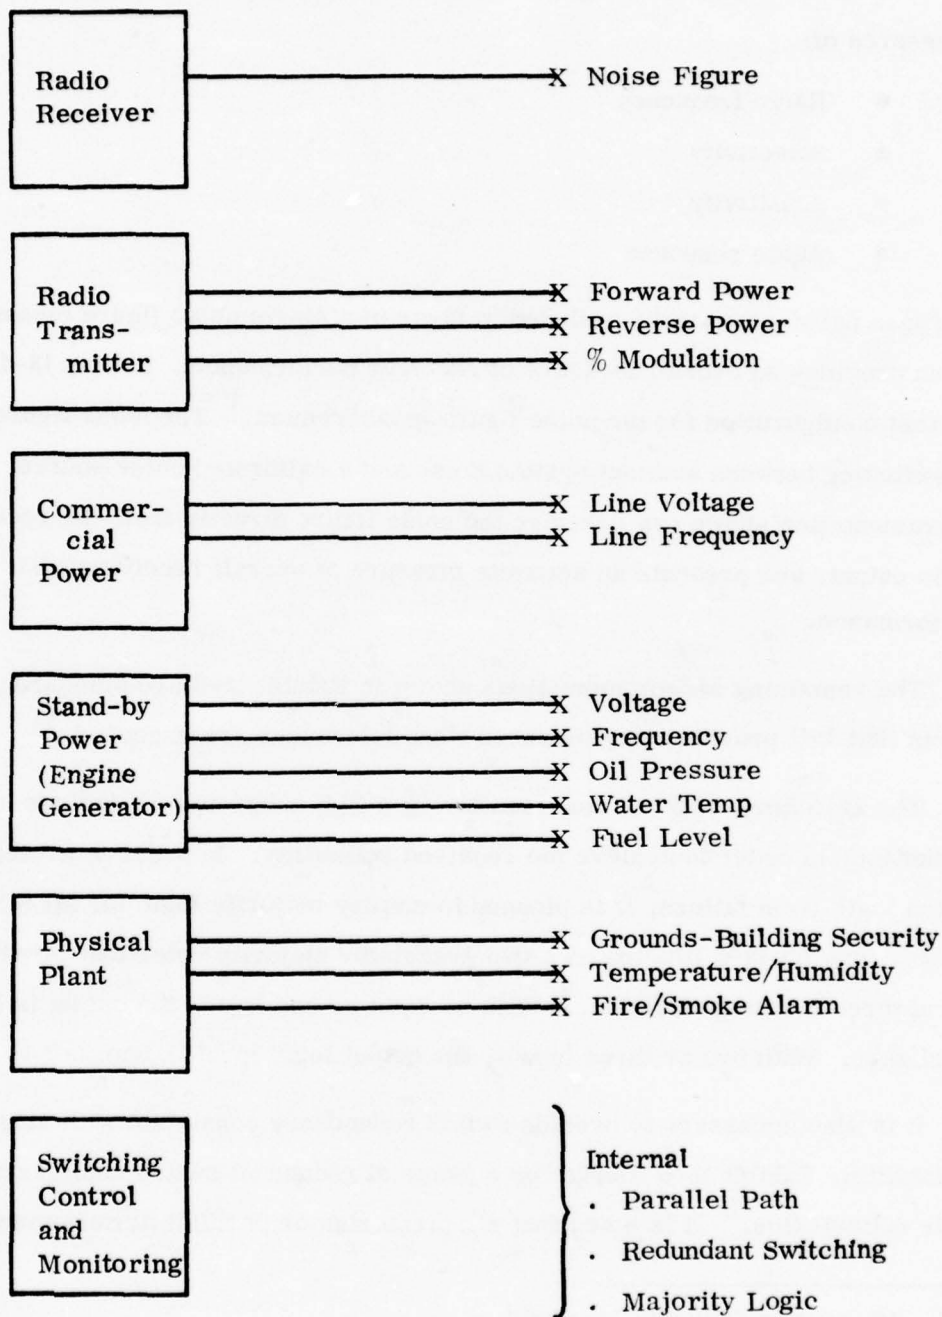 Radio
Receiver
X Noise Figure
Radio
Trans-
mitter
X Forward Power
X Reverse Power
X % Modulation
Commer-
cial
Power
X Line Voltage
X Line Frequency
Stand-by
Power
(Engine
Generator)
X Voltage
X Frequency
X Oil Pressure
X Water Temp
X Fuel Level
Physical
Plant
X Grounds-Building Security
X Temperature/Humidity
X Fire/Smoke Alarm
Switching
Control
and
Monitoring
Internal
. Parallel Path
. Redundant Switching
. Majority Logic